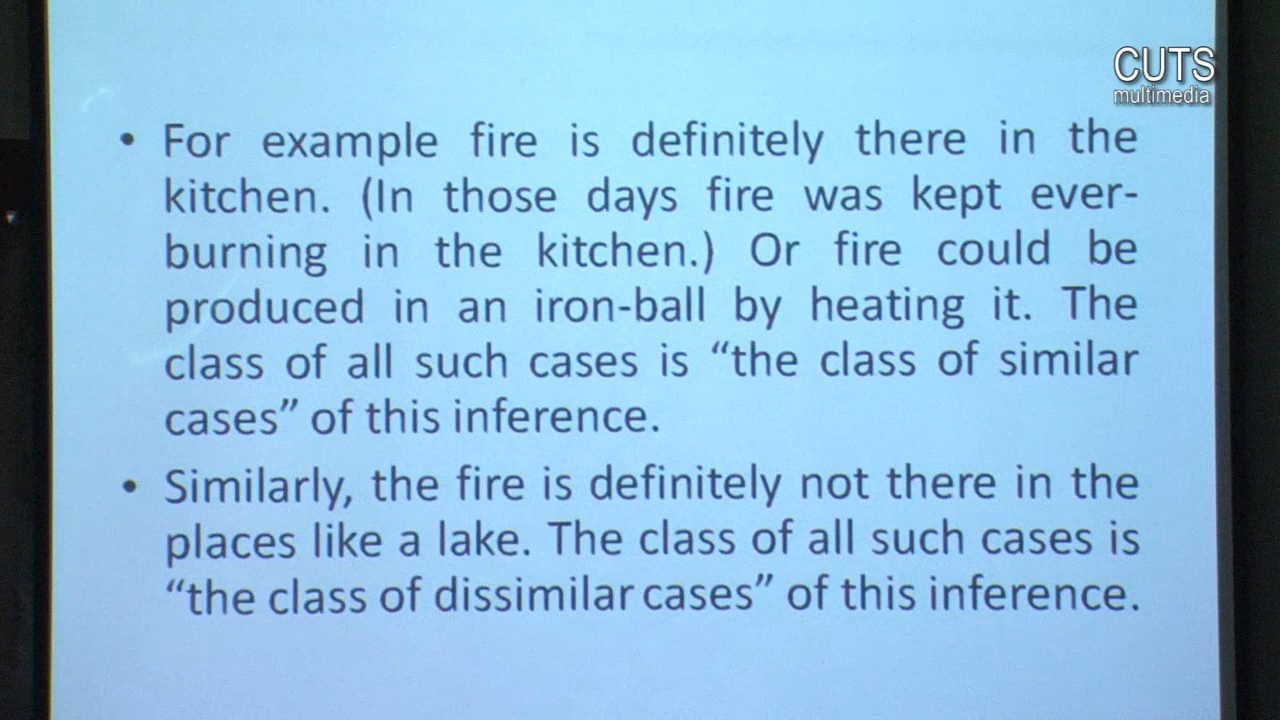 CUTS
multimedia
• For example fire is definitely there in the
kitchen. (In those days fire was kept ever-
burning in the kitchen.) Or fire could be
produced in an iron-ball by heating it. The
class of all such cases is “the class of similar
cases” of this inference.
• Similarly, the fire is definitely not there in the
places like a lake. The class of all such cases is
“the class of dissimilar cases” of this inference.